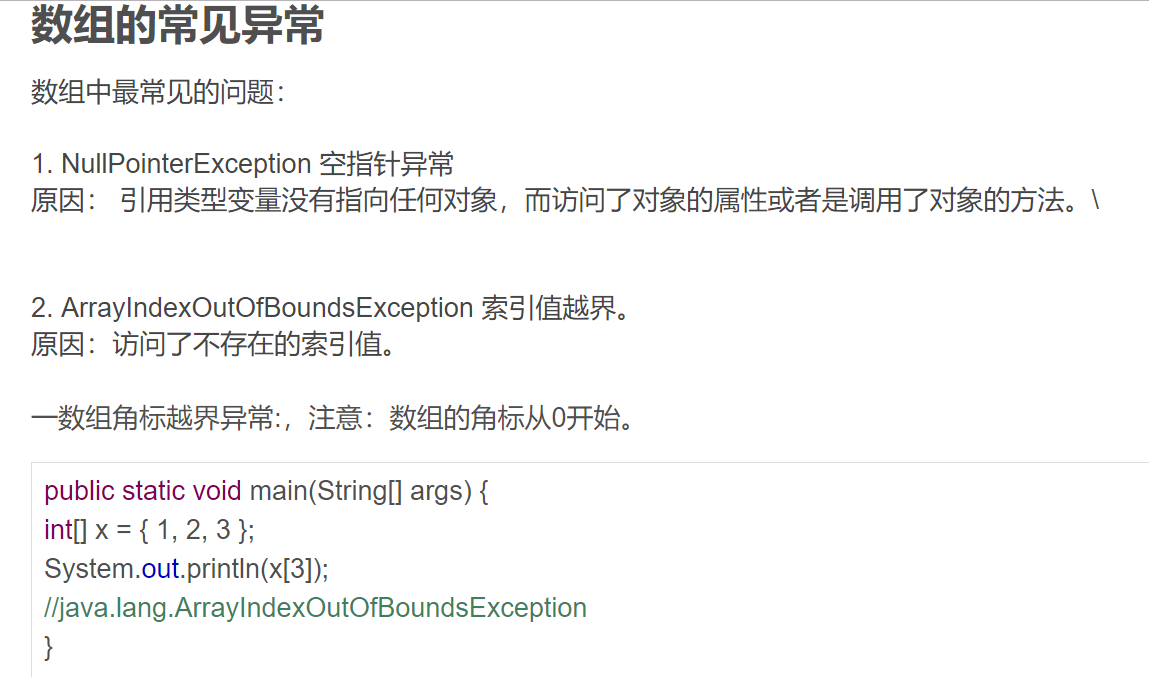 数组的常见异常
数组中最常见的问题：
1. NullPointerException 空指针异常
原因： 引用类型变量没有指向任何对象，而访问了对象的属性或者是调用了对象的方法。\
2. ArrayIndexOutOfBoundsException 索引值越界。
原因：访问了不存在的索引值。
一数组角标越界异常:，注意：数组的角标从0开始。
public static void main(String[] args) {
int[] x = { 1, 2, 3 };
System.out.println(x[3]);
//java.lang.ArrayIndexOutOfBoundsException
}